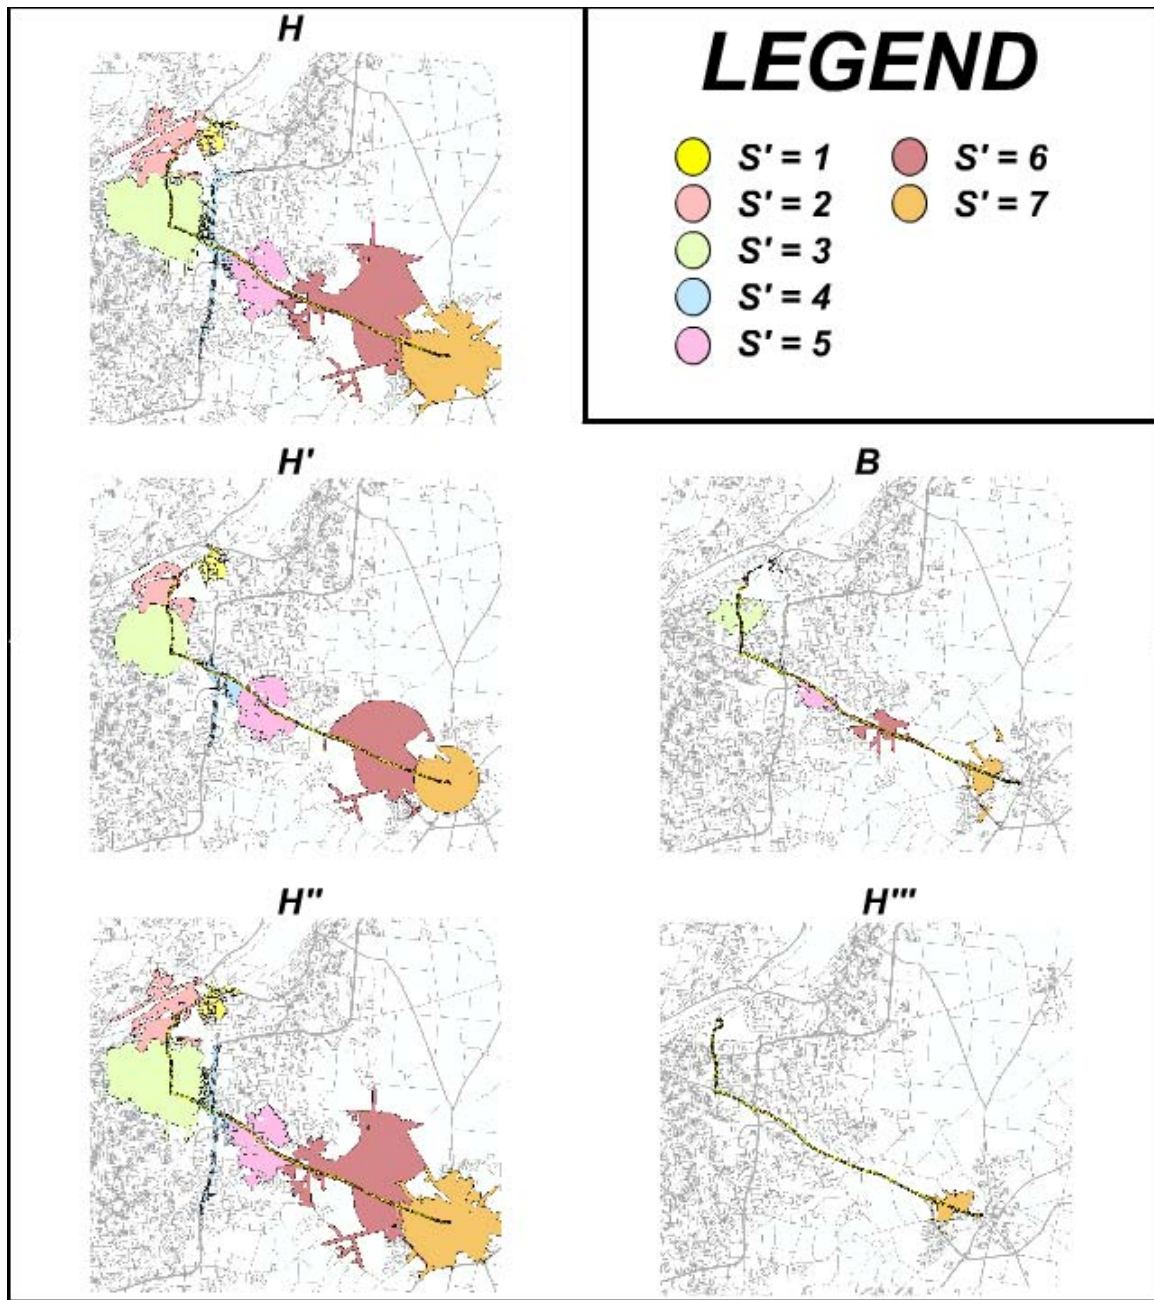 H
LEGEND
S' = 1
S' = 2
S' = 3
S' = 4
S' = 5
S' = 6
S' = 7
H'
B
H''
H'''